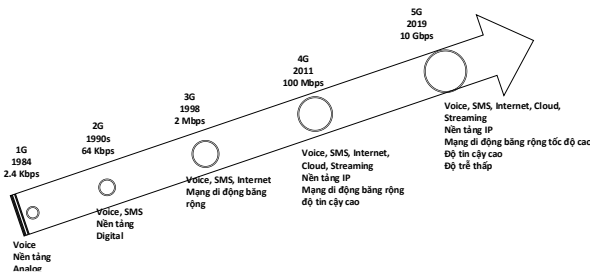 5G
2019
10 Gbps
4G
2011
100 Mbps
3G
1998
2 Mbps
2G
1990s
64 Kbps
1G
1984
2.4 Kbps
Voice
Nền tảng
Analog
Voice, SMS
Nền tảng
Digital
Voice, SMS, Internet
Mạng di động băng
rộng
Voice, SMS, Internet,
Cloud, Streaming
Nền tảng IP
Mạng di động băng rộng
độ tin cậy cao
Voice, SMS, Internet, Cloud,
Streaming
Nền tảng IP
Mạng di động băng rộng tốc độ cao
Độ tin cậy cao
Độ trễ thấp